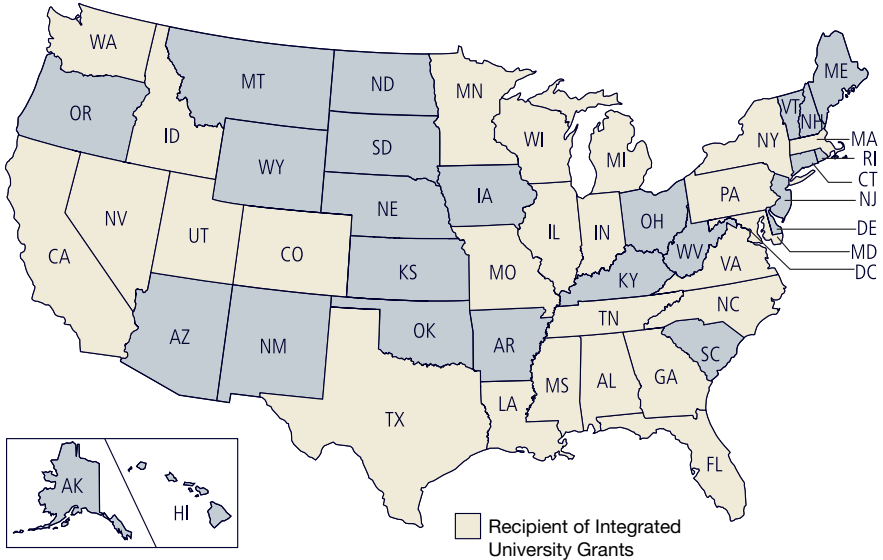 WA
MT
ND
MN
ME
VT
NH
OR
ID
WY
SD
WI
MI
NY
MA
RI
CT
NJ
PA
IA
NE
NV
UT
CO
CA
KS
MO
IL
IN
OH
WV
KY
VA
DE
MD
DC
NC
TN
SC
AZ
NM
OK
AR
TX
LA
MS
AL
GA
FL
AK
HI
Recipient of Integrated
University Grants